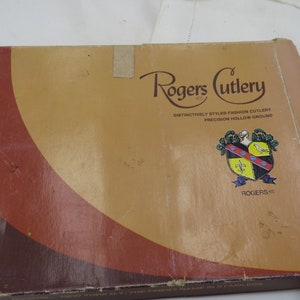 Rogers Cutlery
DISTINCTIVELY STYLED FASHION CUTLERY
PRECISION HOLLOW GROUND
ROGERS